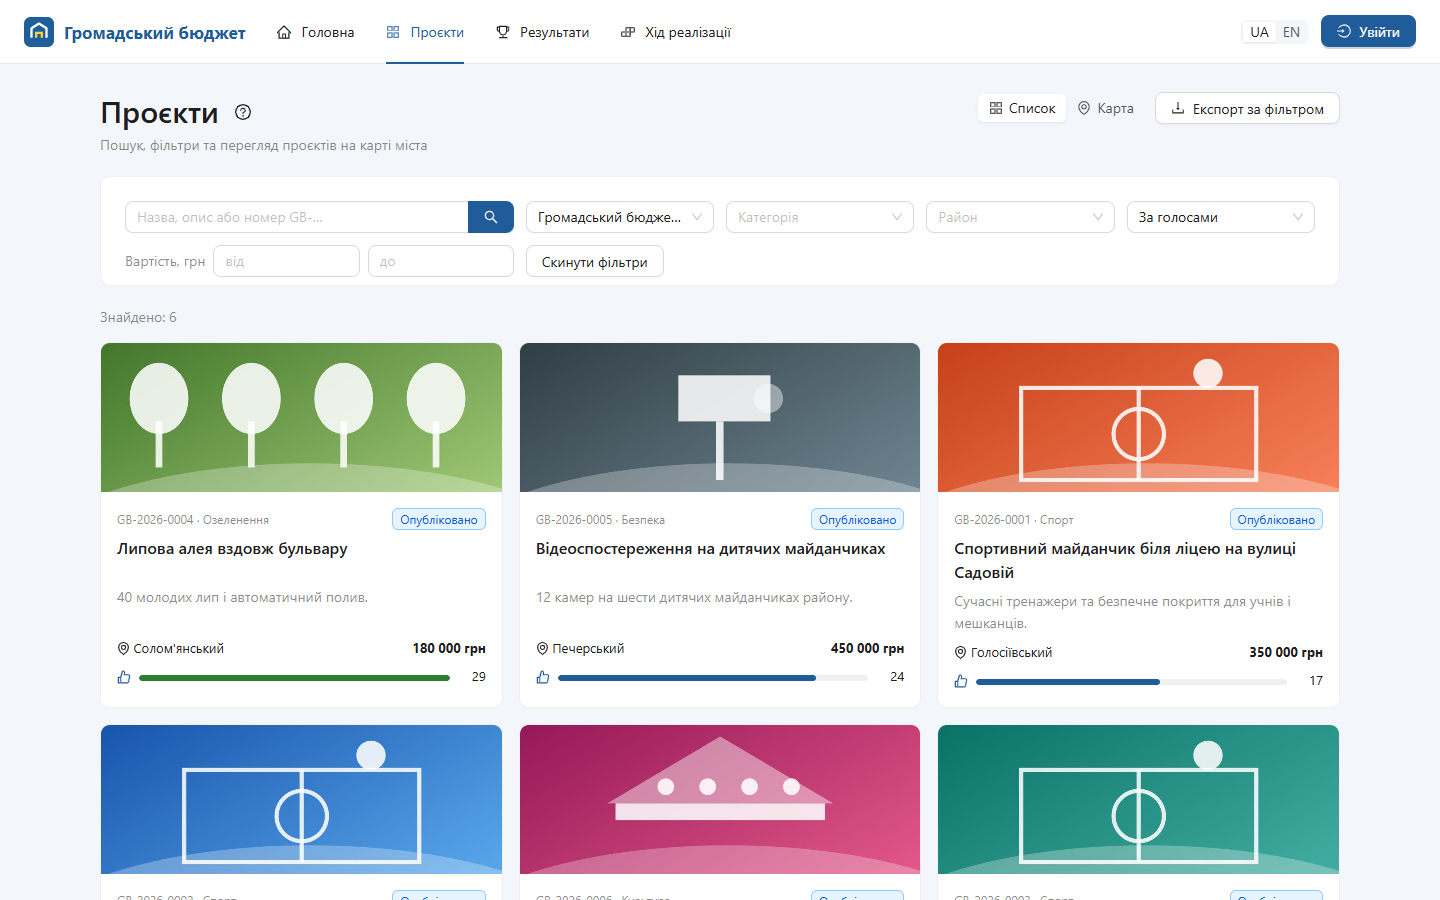 Громадський бюджет
Головна
Проєкти
Результати
Хід реалізації
UA EN
Увійти
Проєкти
Список
Карта
Експорт за фільтром
Пошук, фільтри та перегляд проєктів на карті міста
Назва, опис або номер GB-...
Громадський бюдже...
Категорія
Район
За голосами
Вартість, грн
від
до
Скинути фільтри
Знайдено: 6
GB-2026-0004 · Озеленення
Опубліковано
Липова алея вздовж бульвару
40 молодих лип і автоматичний полив.
Солом'янський
180 000 грн
29
GB-2026-0005 · Безпека
Опубліковано
Відеоспостереження на дитячих майданчиках
12 камер на шести дитячих майданчиках району.
Печерський
450 000 грн
24
GB-2026-0001 · Спорт
Опубліковано
Спортивний майданчик біля ліцею на вулиці
Садовій
Сучасні тренажери та безпечне покриття для учнів і
мешканців.
Голосіївський
350 000 грн
17